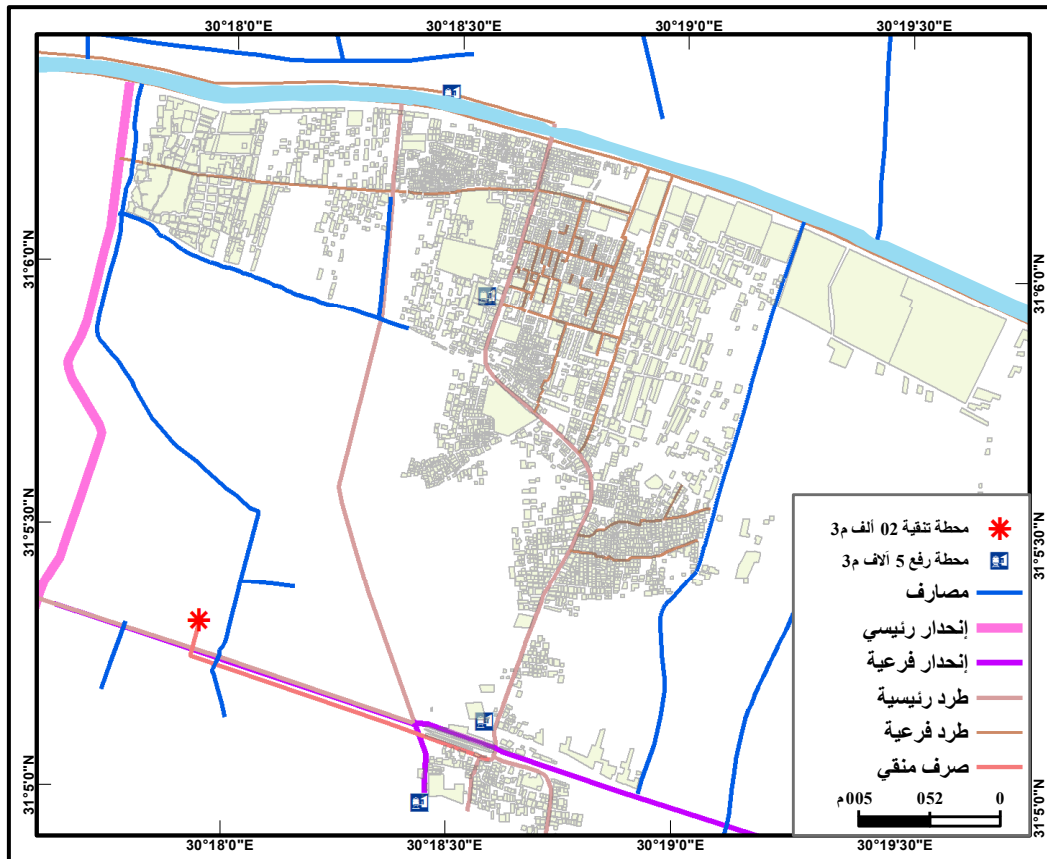 30°18'0"E 30°18'30"E 30°19'0"E 30°19'30"E
31°6'0"N 31°6'0"N
31°5'30"N 31°5'30"N
31°5'0"N 31°5'0"N
محطة تنقية 02 ألف م3
محطة رفع 5 آلاف م3
مصارف
إنحدار رئيسي
إنحدار فرعية
طرد رئيسية
طرد فرعية
صرف منقي
005م 052 0
30°18'0"E 30°18'30"E 30°19'0"E 30°19'30"E